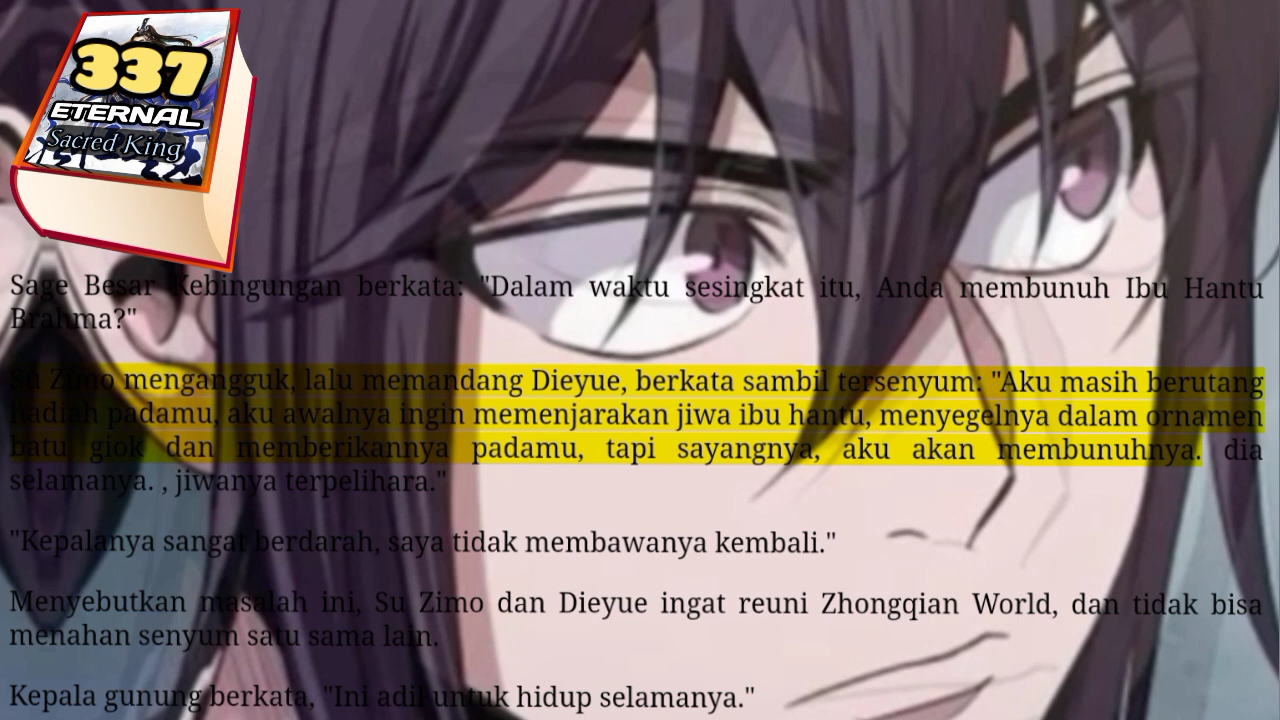 337
ETERNAL
Sacred King
Sage Besar Kebingungan berkata: "Dalam waktu sesingkat itu, Anda membunuh Ibu Hantu
Brahma?"
Su Zimo mengangguk, lalu memandang Dieyue, berkata sambil tersenyum: "Aku masih berutang
hadiah padamu, aku awalnya ingin memenjarakan jiwa ibu hantu, menyegelnya dalam ornamen
batu giok dan memberikannya padamu, tapi sayangnya, aku akan membunuhnya. dia
selamanya. , jiwanya terpelihara."
"Kepalanya sangat berdarah, saya tidak membawanya kembali."
Menyebutkan masalah ini, Su Zimo dan Dieyue ingat reuni Zhongqian World, dan tidak bisa
menahan senyum satu sama lain.
Kepala gunung berkata, "Ini adil untuk hidup selamanya."